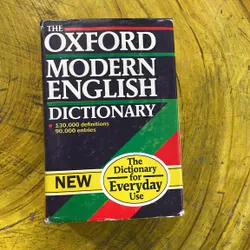 THE
OXFORD
MODERN
ENGLISH
DICTIONARY
130,000 definitions
90,000 entries
NEW
The
Dictionary
for
Everyday
Use